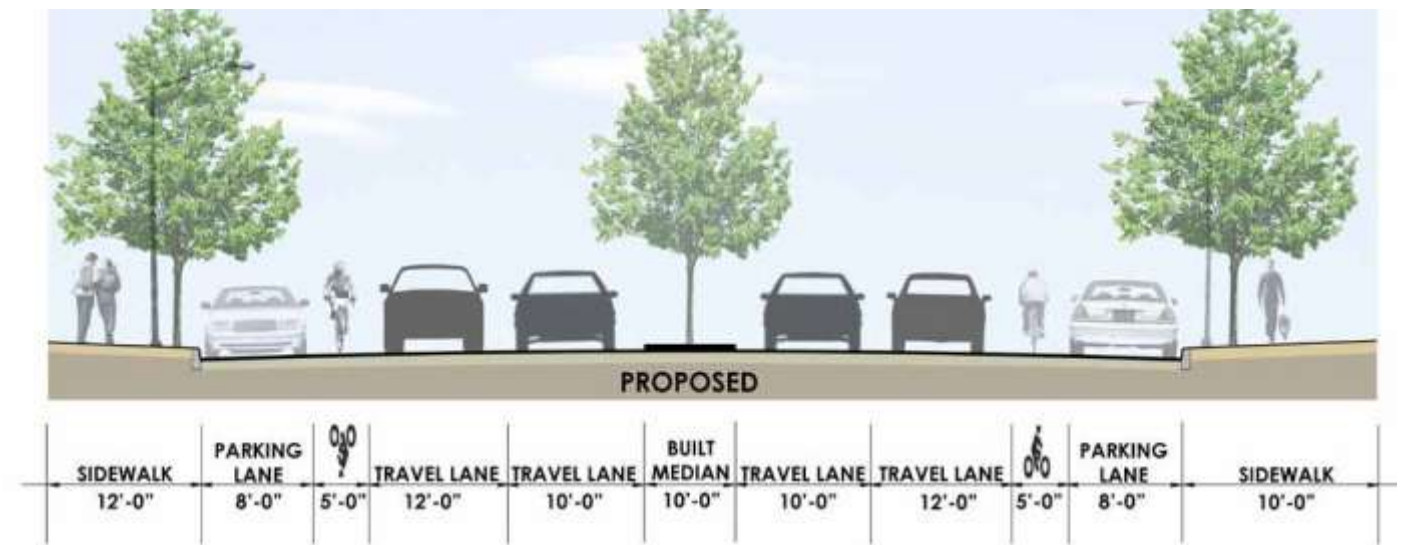 PROPOSED
SIDEWALK
12'-0"
PARKING
LANE
8'-0"
5'-0"
TRAVEL LANE
12'-0"
TRAVEL LANE
10'-0"
BUILT
MEDIAN
10'-0"
TRAVEL LANE
10'-0"
TRAVEL LANE
12'-0"
5'-0"
PARKING
LANE
8'-0"
SIDEWALK
10'-0"